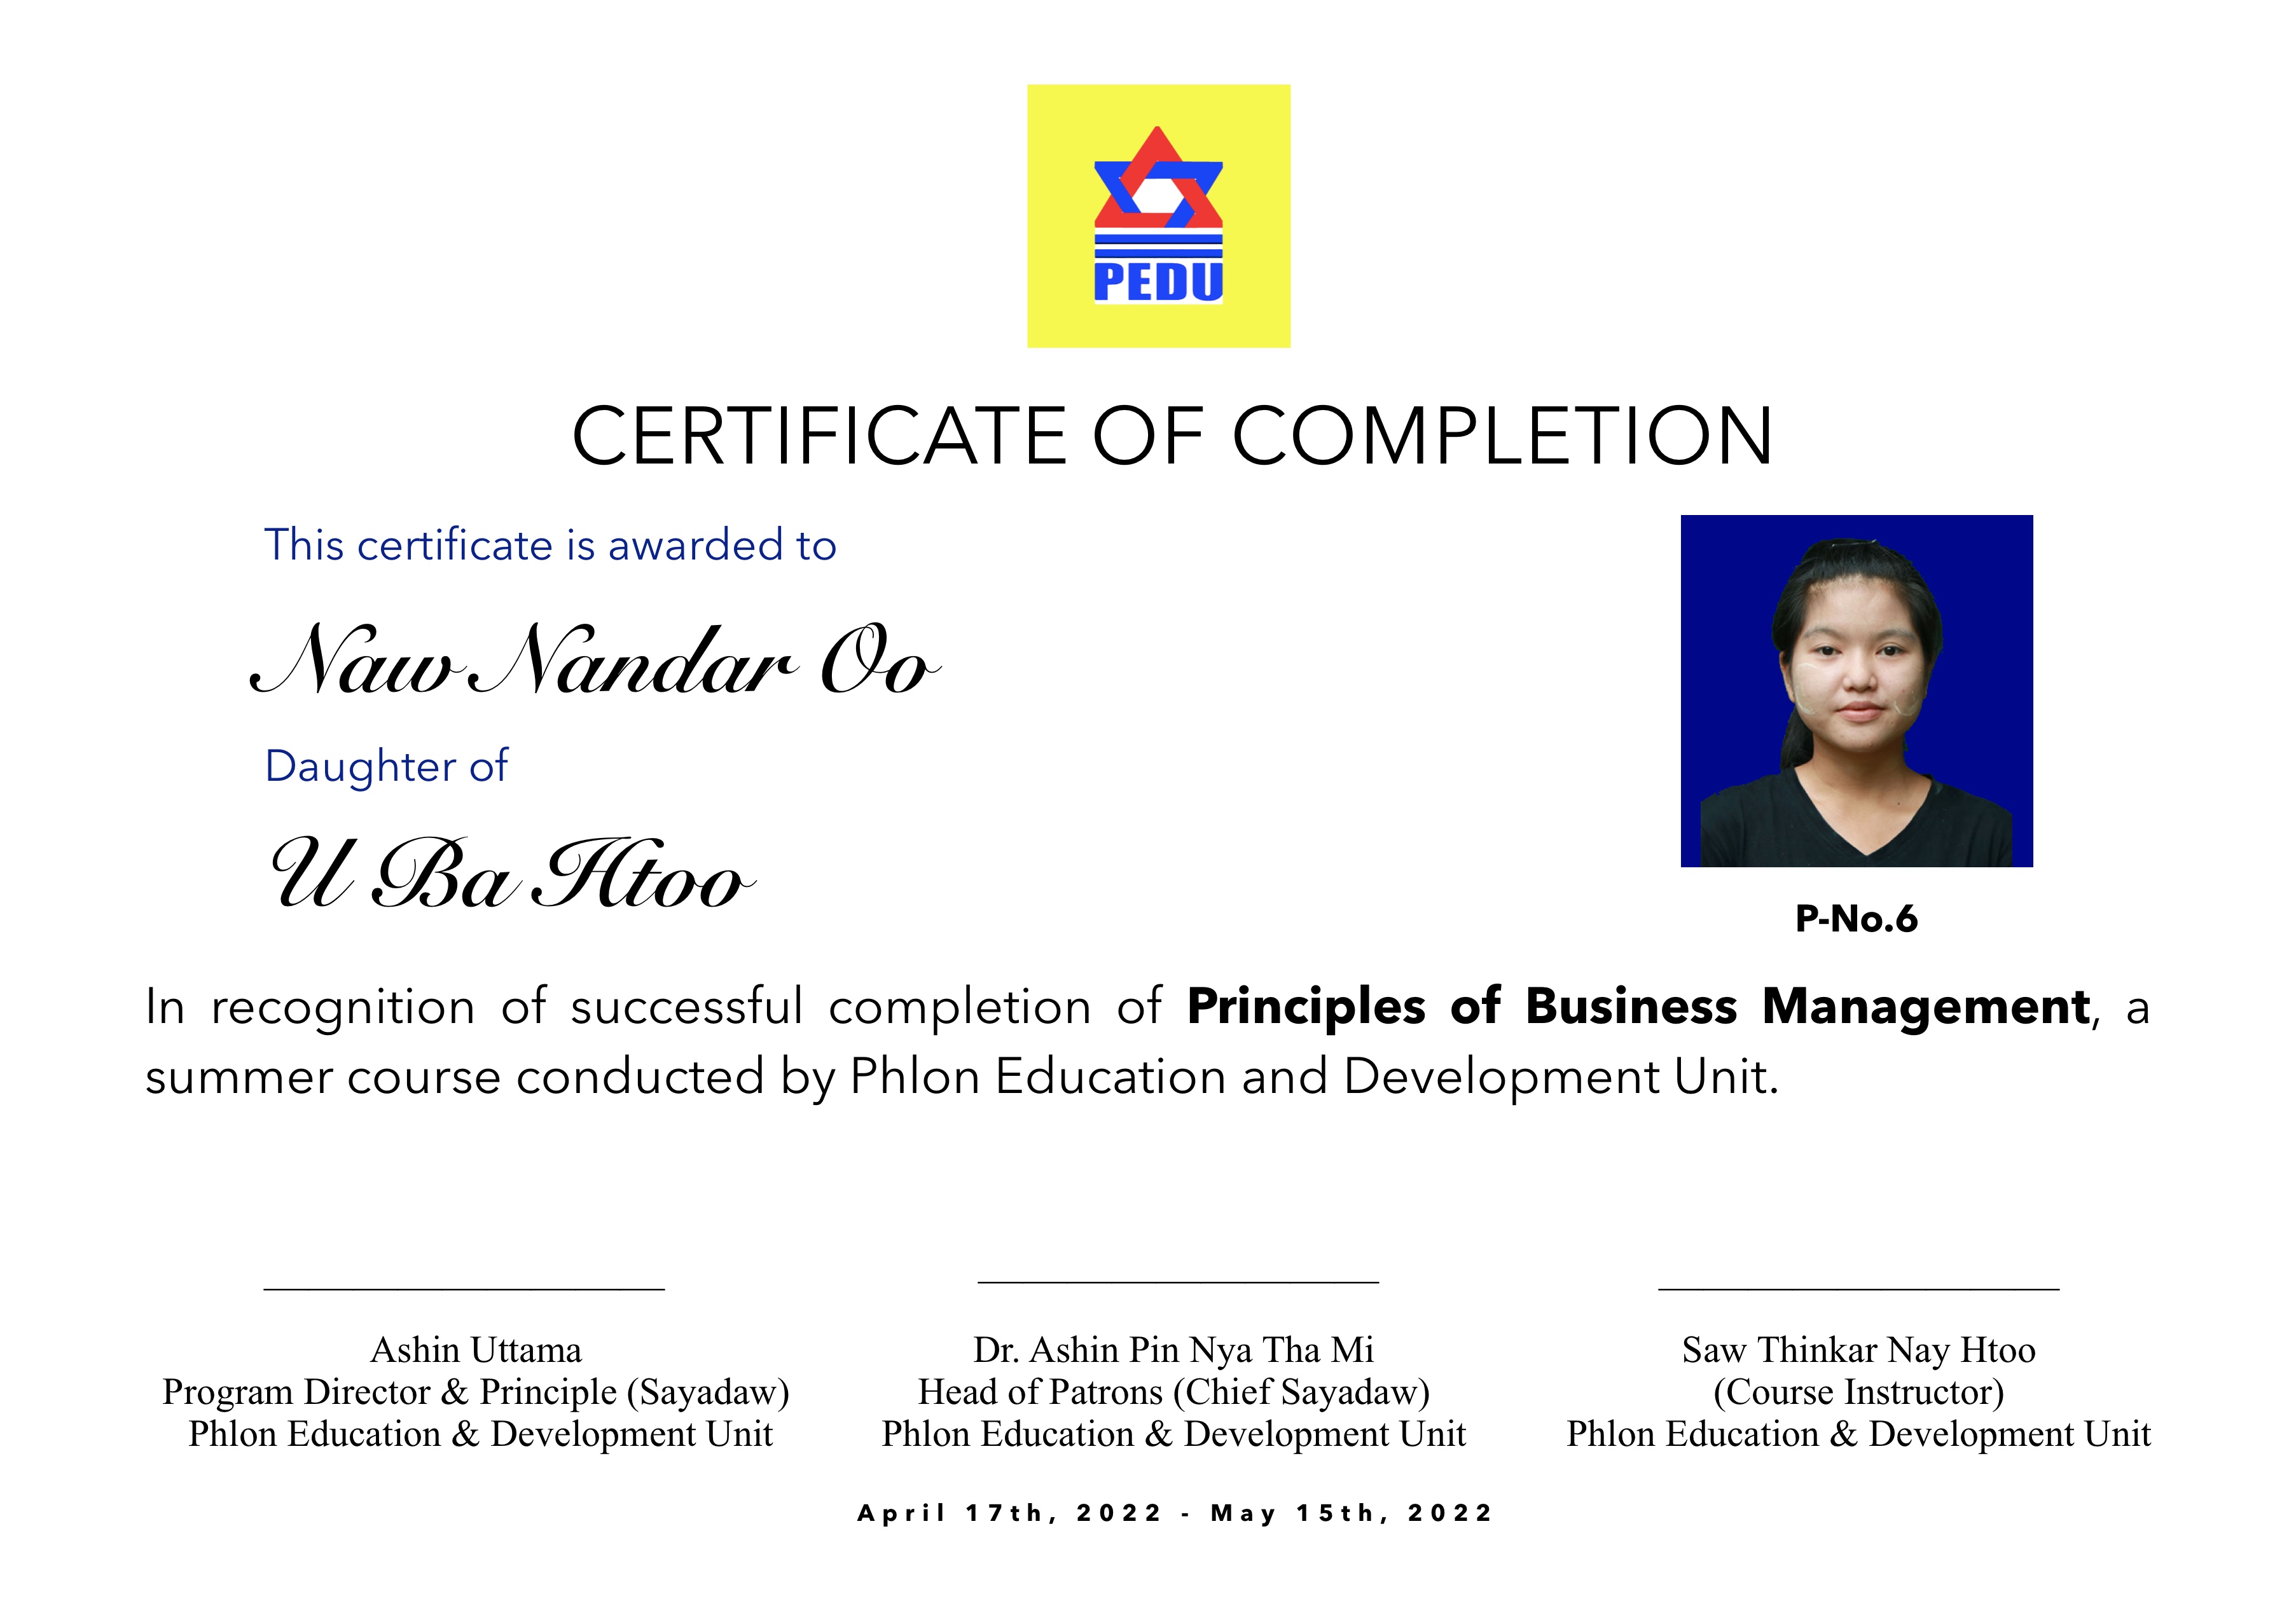 PEDU
CERTIFICATE OF COMPLETION
This certificate is awarded to
Naw Nandar Oo
Daughter of
U Ba Htoo
P-No.6
In recognition of successful completion of Principles of Business Management, a
summer course conducted by Phlon Education and Development Unit.
Ashin Uttama
Program Director & Principle (Sayadaw)
Phlon Education & Development Unit
Dr. Ashin Pin Nya Tha Mi
Head of Patrons (Chief Sayadaw)
Phlon Education & Development Unit
Saw Thinkar Nay Htoo
(Course Instructor)
Phlon Education & Development Unit
April 17th, 2022 - May 15th, 2022